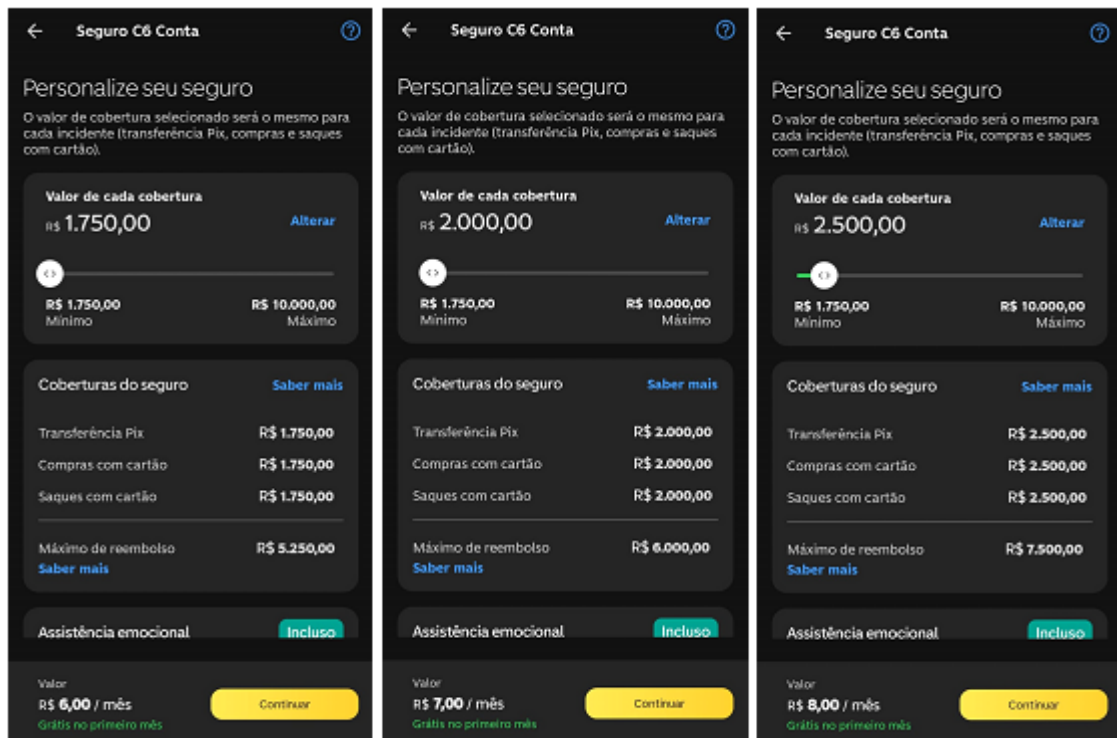 Seguro C6 Conta
Personalize seu seguro
O valor de cobertura selecionado será o mesmo para
cada incidente (transferência Pix, compras e saques
com cartão).
Valor de cada cobertura
R$ 1.750,00 Alterar
R$ 1.750,00 R$ 10.000,00
Mínimo Máximo
Coberturas do seguro Saber mais
Transferência Pix R$ 1.750,00
Compras com cartão R$ 1.750,00
Saques com cartão R$ 1.750,00
Máximo de reembolso R$ 5.250,00
Saber mais
Assistência emocional Incluso
Valor
R$ 6,00 / mês Continuar
Grátis no primeiro mês
Seguro C6 Conta
Personalize seu seguro
O valor de cobertura selecionado será o mesmo para
cada incidente (transferência Pix, compras e saques
com cartão).
Valor de cada cobertura
R$ 2.000,00 Alterar
R$ 1.750,00 R$ 10.000,00
Mínimo Máximo
Coberturas do seguro Saber mais
Transferência Pix R$ 2.000,00
Compras com cartão R$ 2.000,00
Saques com cartão R$ 2.000,00
Máximo de reembolso R$ 6.000,00
Saber mais
Assistência emocional Incluso
Valor
R$ 7,00 / mês Continuar
Grátis no primeiro mês
Seguro C6 Conta
Personalize seu seguro
O valor de cobertura selecionado será o mesmo para
cada incidente (transferência Pix, compras e saques
com cartão).
Valor de cada cobertura
R$ 2.500,00 Alterar
R$ 1.750,00 R$ 10.000,00
Mínimo Máximo
Coberturas do seguro Saber mais
Transferência Pix R$ 2.500,00
Compras com cartão R$ 2.500,00
Saques com cartão R$ 2.500,00
Máximo de reembolso R$ 7.500,00
Saber mais
Assistência emocional Incluso
Valor
R$ 8,00 / mês Continuar
Grátis no primeiro mês